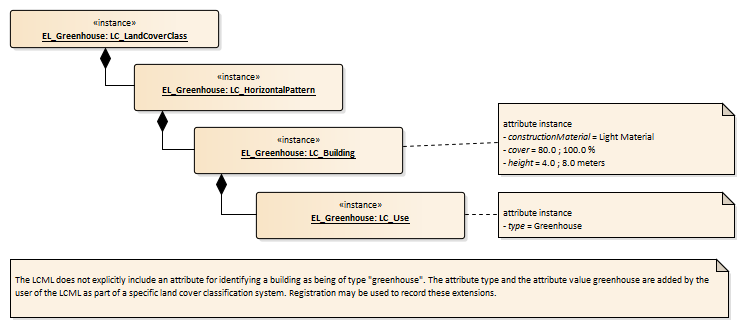 «instance»
EL_Greenhouse: LC_LandCoverClass
«instance»
EL_Greenhouse: LC_HorizontalPattern
«instance»
EL_Greenhouse: LC_Building
attribute instance
- constructionMaterial = Light Material
- cover = 80.0 ; 100.0 %
- height = 4.0 ; 8.0 meters
«instance»
EL_Greenhouse: LC_Use
attribute instance
- type = Greenhouse
The LCML does not explicitly include an attribute for identifying a building as being of type "greenhouse". The attribute type and the attribute value greenhouse are added by the
user of the LCML as part of a specific land cover classification system. Registration may be used to record these extensions.